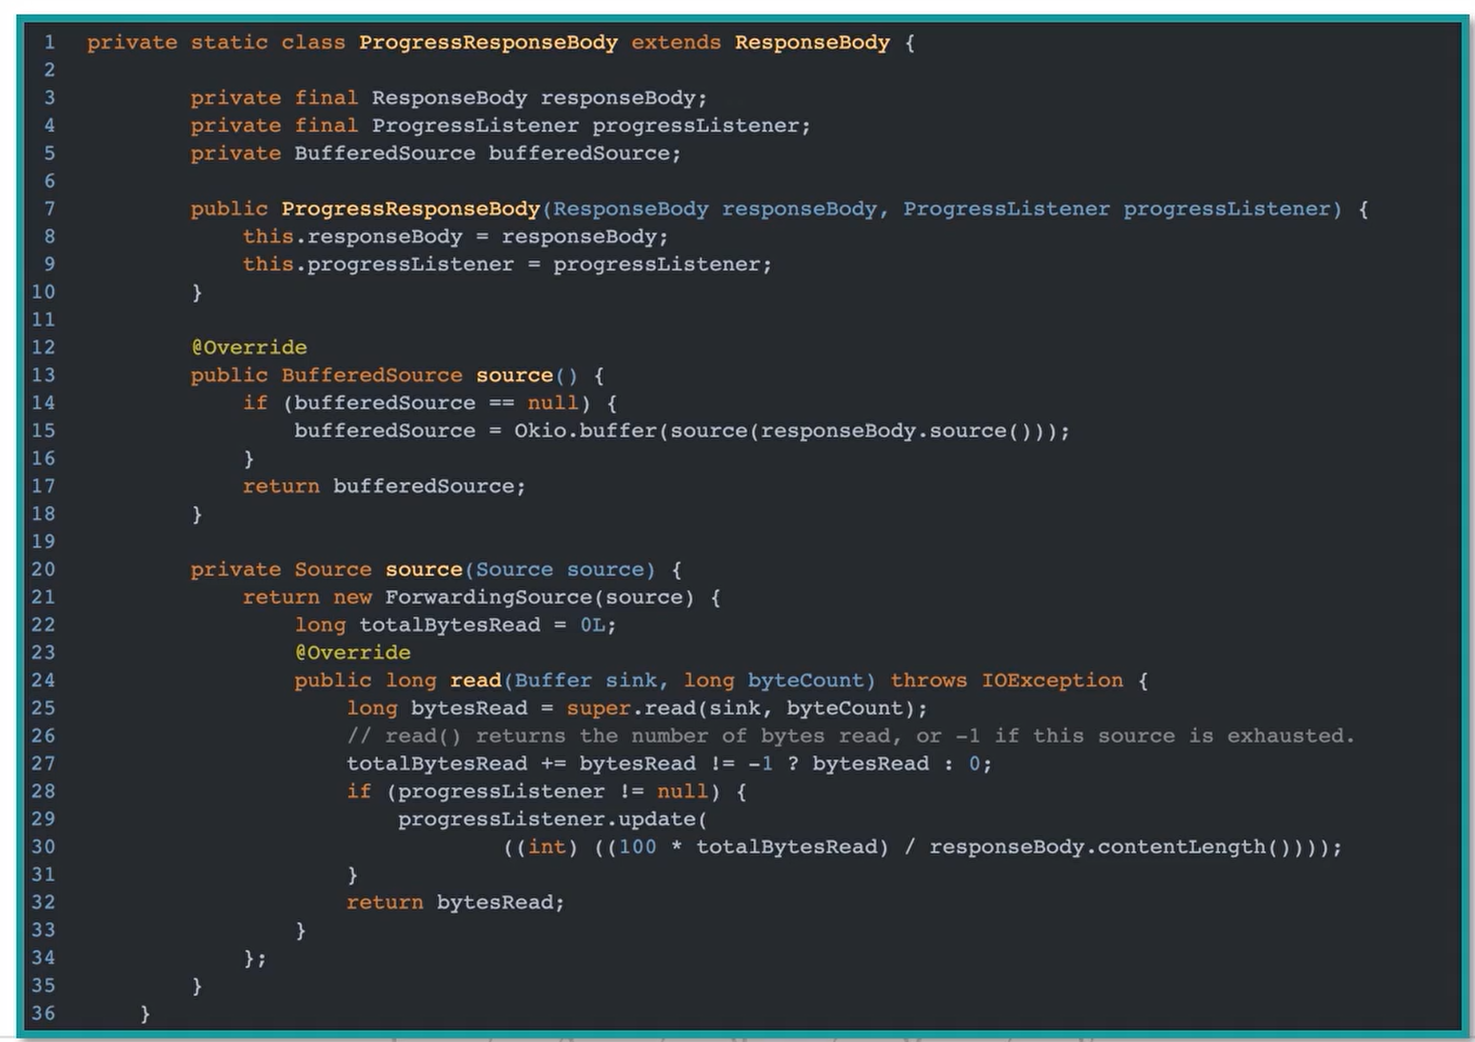 1 private static class ProgressResponseBody extends ResponseBody {
2
3 private final ResponseBody responseBody;
4 private final ProgressListener progressListener;
5 private BufferedSource bufferedSource;
6
7 public ProgressResponseBody(ResponseBody responseBody, ProgressListener progressListener) {
8 this.responseBody = responseBody;
9 this.progressListener = progressListener;
10 }
11
12 @Override
13 public BufferedSource source() {
14 if (bufferedSource == null) {
15 bufferedSource = Okio.buffer(source(responseBody.source()));
16 }
17 return bufferedSource;
18 }
19
20 private Source source(Source source) {
21 return new ForwardingSource(source) {
22 long totalBytesRead = 0L;
23 @Override
24 public long read(Buffer sink, long byteCount) throws IOException {
25 long bytesRead = super.read(sink, byteCount);
26 // read() returns the number of bytes read, or -1 if this source is exhausted.
27 totalBytesRead += bytesRead != -1 ? bytesRead : 0;
28 if (progressListener != null) {
29 progressListener.update(
30 ((int) ((100 * totalBytesRead) / responseBody.contentLength())));
31 }
32 return bytesRead;
33 }
34 };
35 }
36 }